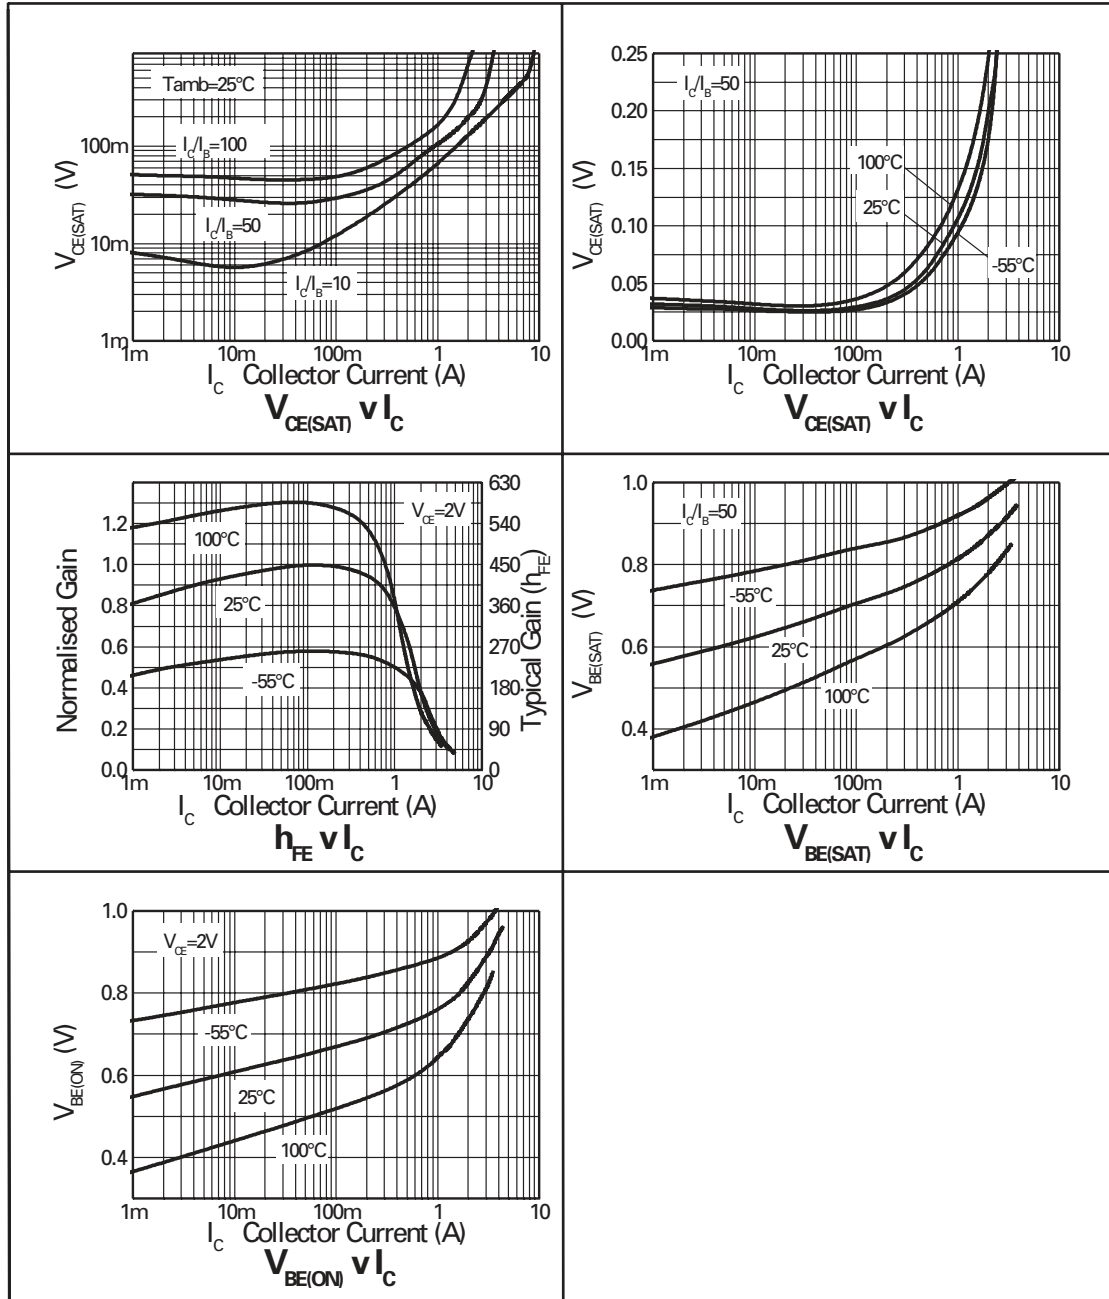 Tamb=25°C
I_C/I_B=100
I_C/I_B=50
I_C/I_B=10
V_CE(SAT) (V)
100m
10m
1m
1m 10m 100m 1 10
I_C Collector Current (A)
V_CE(SAT) v I_C
I_C/I_B=50
100°C
25°C
-55°C
V_CE(SAT) (V)
0.25
0.20
0.15
0.10
0.05
0.00
1m 10m 100m 1 10
I_C Collector Current (A)
V_CE(SAT) v I_C
V_CE=2V
100°C
25°C
-55°C
Normalised Gain
1.2
1.0
0.8
0.6
0.4
0.2
0.0
630
540
450
360
270
180
90
0
Typical Gain (h_FE)
1m 10m 100m 1 10
I_C Collector Current (A)
h_FE v I_C
I_C/I_B=50
-55°C
25°C
100°C
V_BE(SAT) (V)
1.0
0.8
0.6
0.4
1m 10m 100m 1 10
I_C Collector Current (A)
V_BE(SAT) v I_C
V_CE=2V
-55°C
25°C
100°C
V_BE(ON) (V)
1.0
0.8
0.6
0.4
1m 10m 100m 1 10
I_C Collector Current (A)
V_BE(ON) v I_C